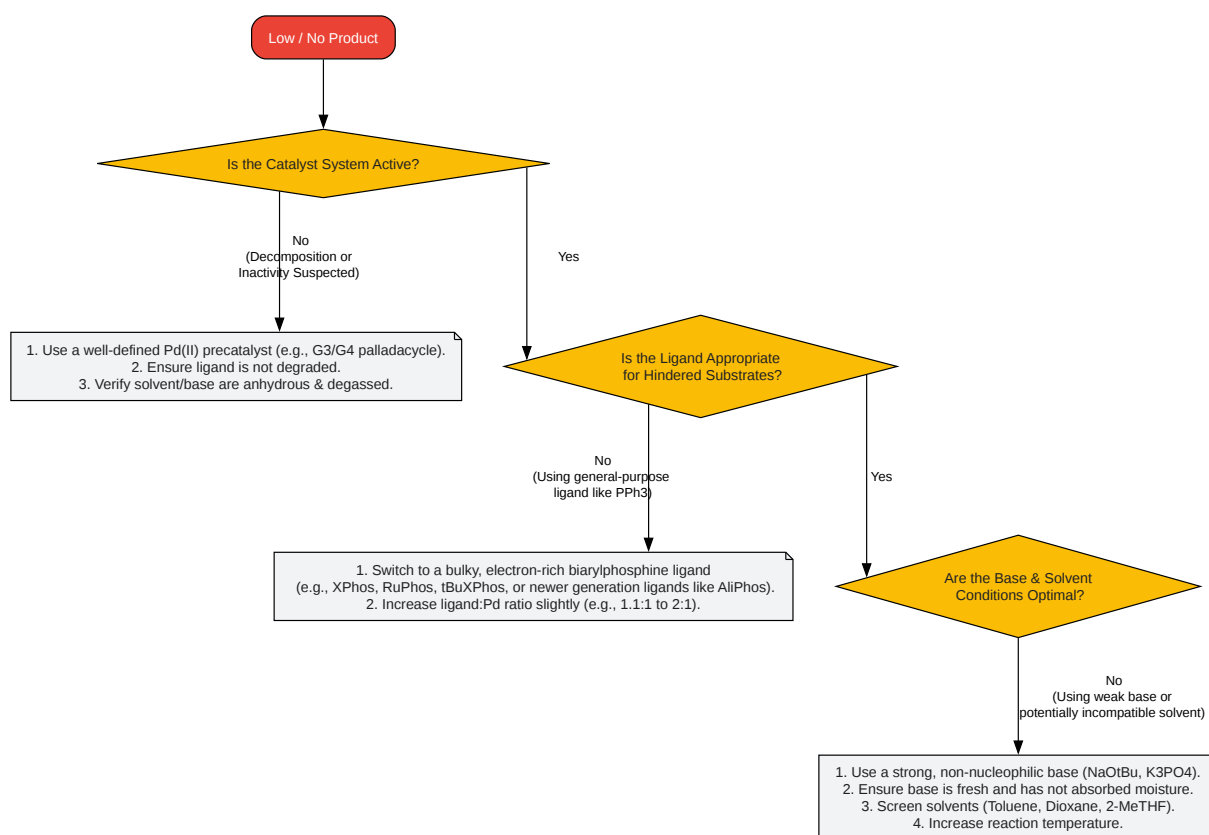 Low / No Product
Is the Catalyst System Active?
No
(Decomposition or
Inactivity Suspected)
Yes
1. Use a well-defined Pd(II) precatalyst (e.g., G3/G4 palladacycle).
2. Ensure ligand is not degraded.
3. Verify solvent/base are anhydrous & degassed.
Is the Ligand Appropriate
for Hindered Substrates?
No
(Using general-purpose
ligand like PPh3)
Yes
1. Switch to a bulky, electron-rich biarylphosphine ligand
(e.g., XPhos, RuPhos, tBuXPhos, or newer generation ligands like AliPhos).
2. Increase ligand:Pd ratio slightly (e.g., 1.1:1 to 2:1).
Are the Base & Solvent
Conditions Optimal?
No
(Using weak base or
potentially incompatible solvent)
1. Use a strong, non-nucleophilic base (NaOtBu, K3PO4).
2. Ensure base is fresh and has not absorbed moisture.
3. Screen solvents (Toluene, Dioxane, 2-MeTHF).
4. Increase reaction temperature.